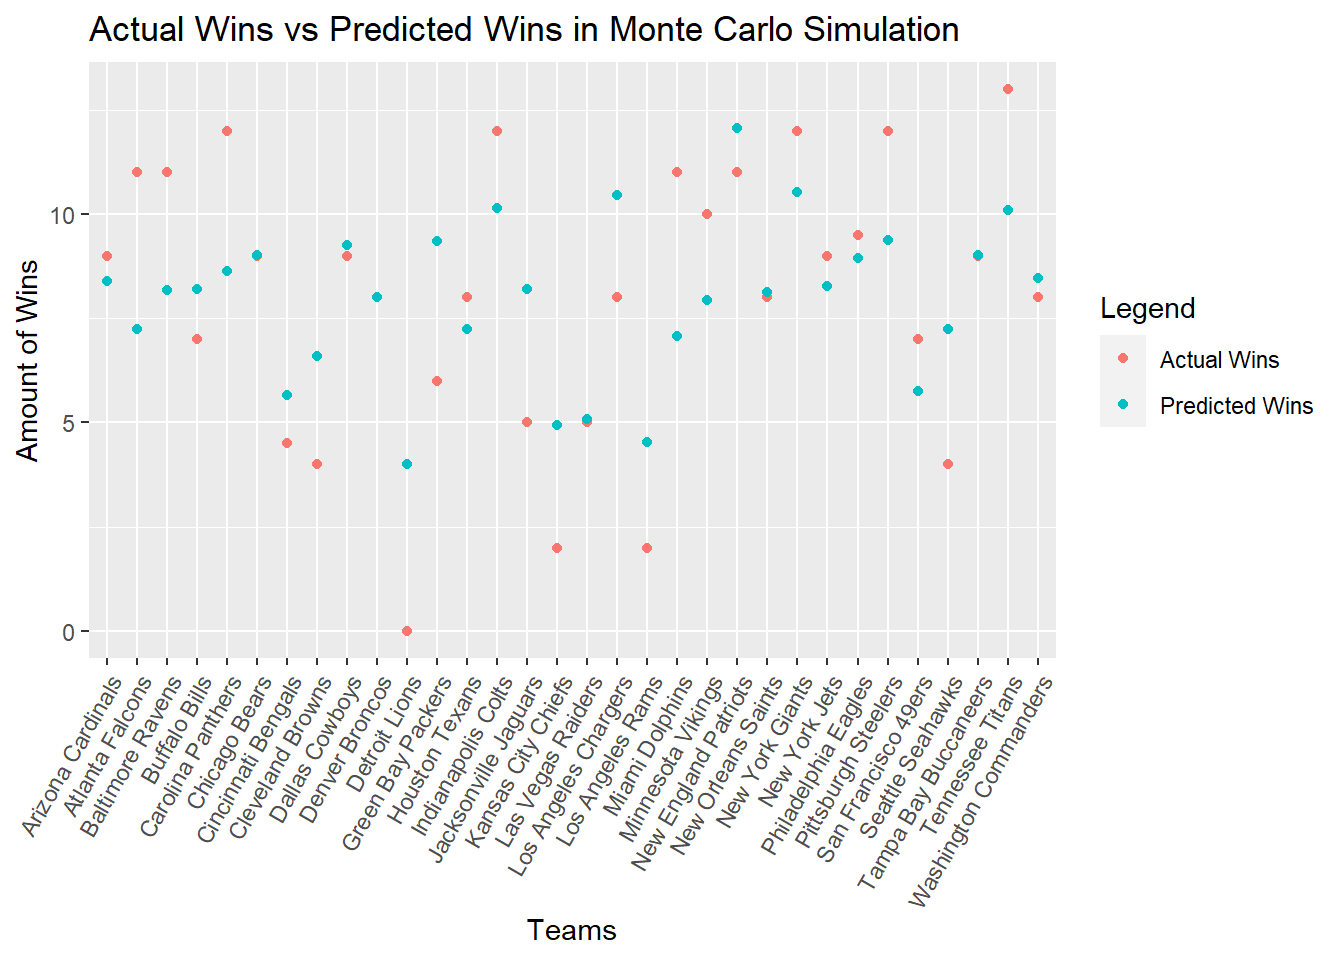 Actual Wins vs Predicted Wins in Monte Carlo Simulation
Amount of Wins
10
5
0
Legend
Actual Wins
Predicted Wins
Arizona Cardinals
Atlanta Falcons
Baltimore Ravens
Buffalo Bills
Carolina Panthers
Chicago Bears
Cincinnati Bengals
Cleveland Browns
Dallas Cowboys
Denver Broncos
Detroit Lions
Green Bay Packers
Houston Texans
Indianapolis Colts
Jacksonville Jaguars
Kansas City Chiefs
Las Vegas Raiders
Los Angeles Chargers
Los Angeles Rams
Miami Dolphins
Minnesota Vikings
New England Patriots
New Orleans Saints
New York Giants
New York Jets
Philadelphia Eagles
Pittsburgh Steelers
San Francisco 49ers
Seattle Seahawks
Tampa Bay Buccaneers
Tennessee Titans
Washington Commanders
Teams